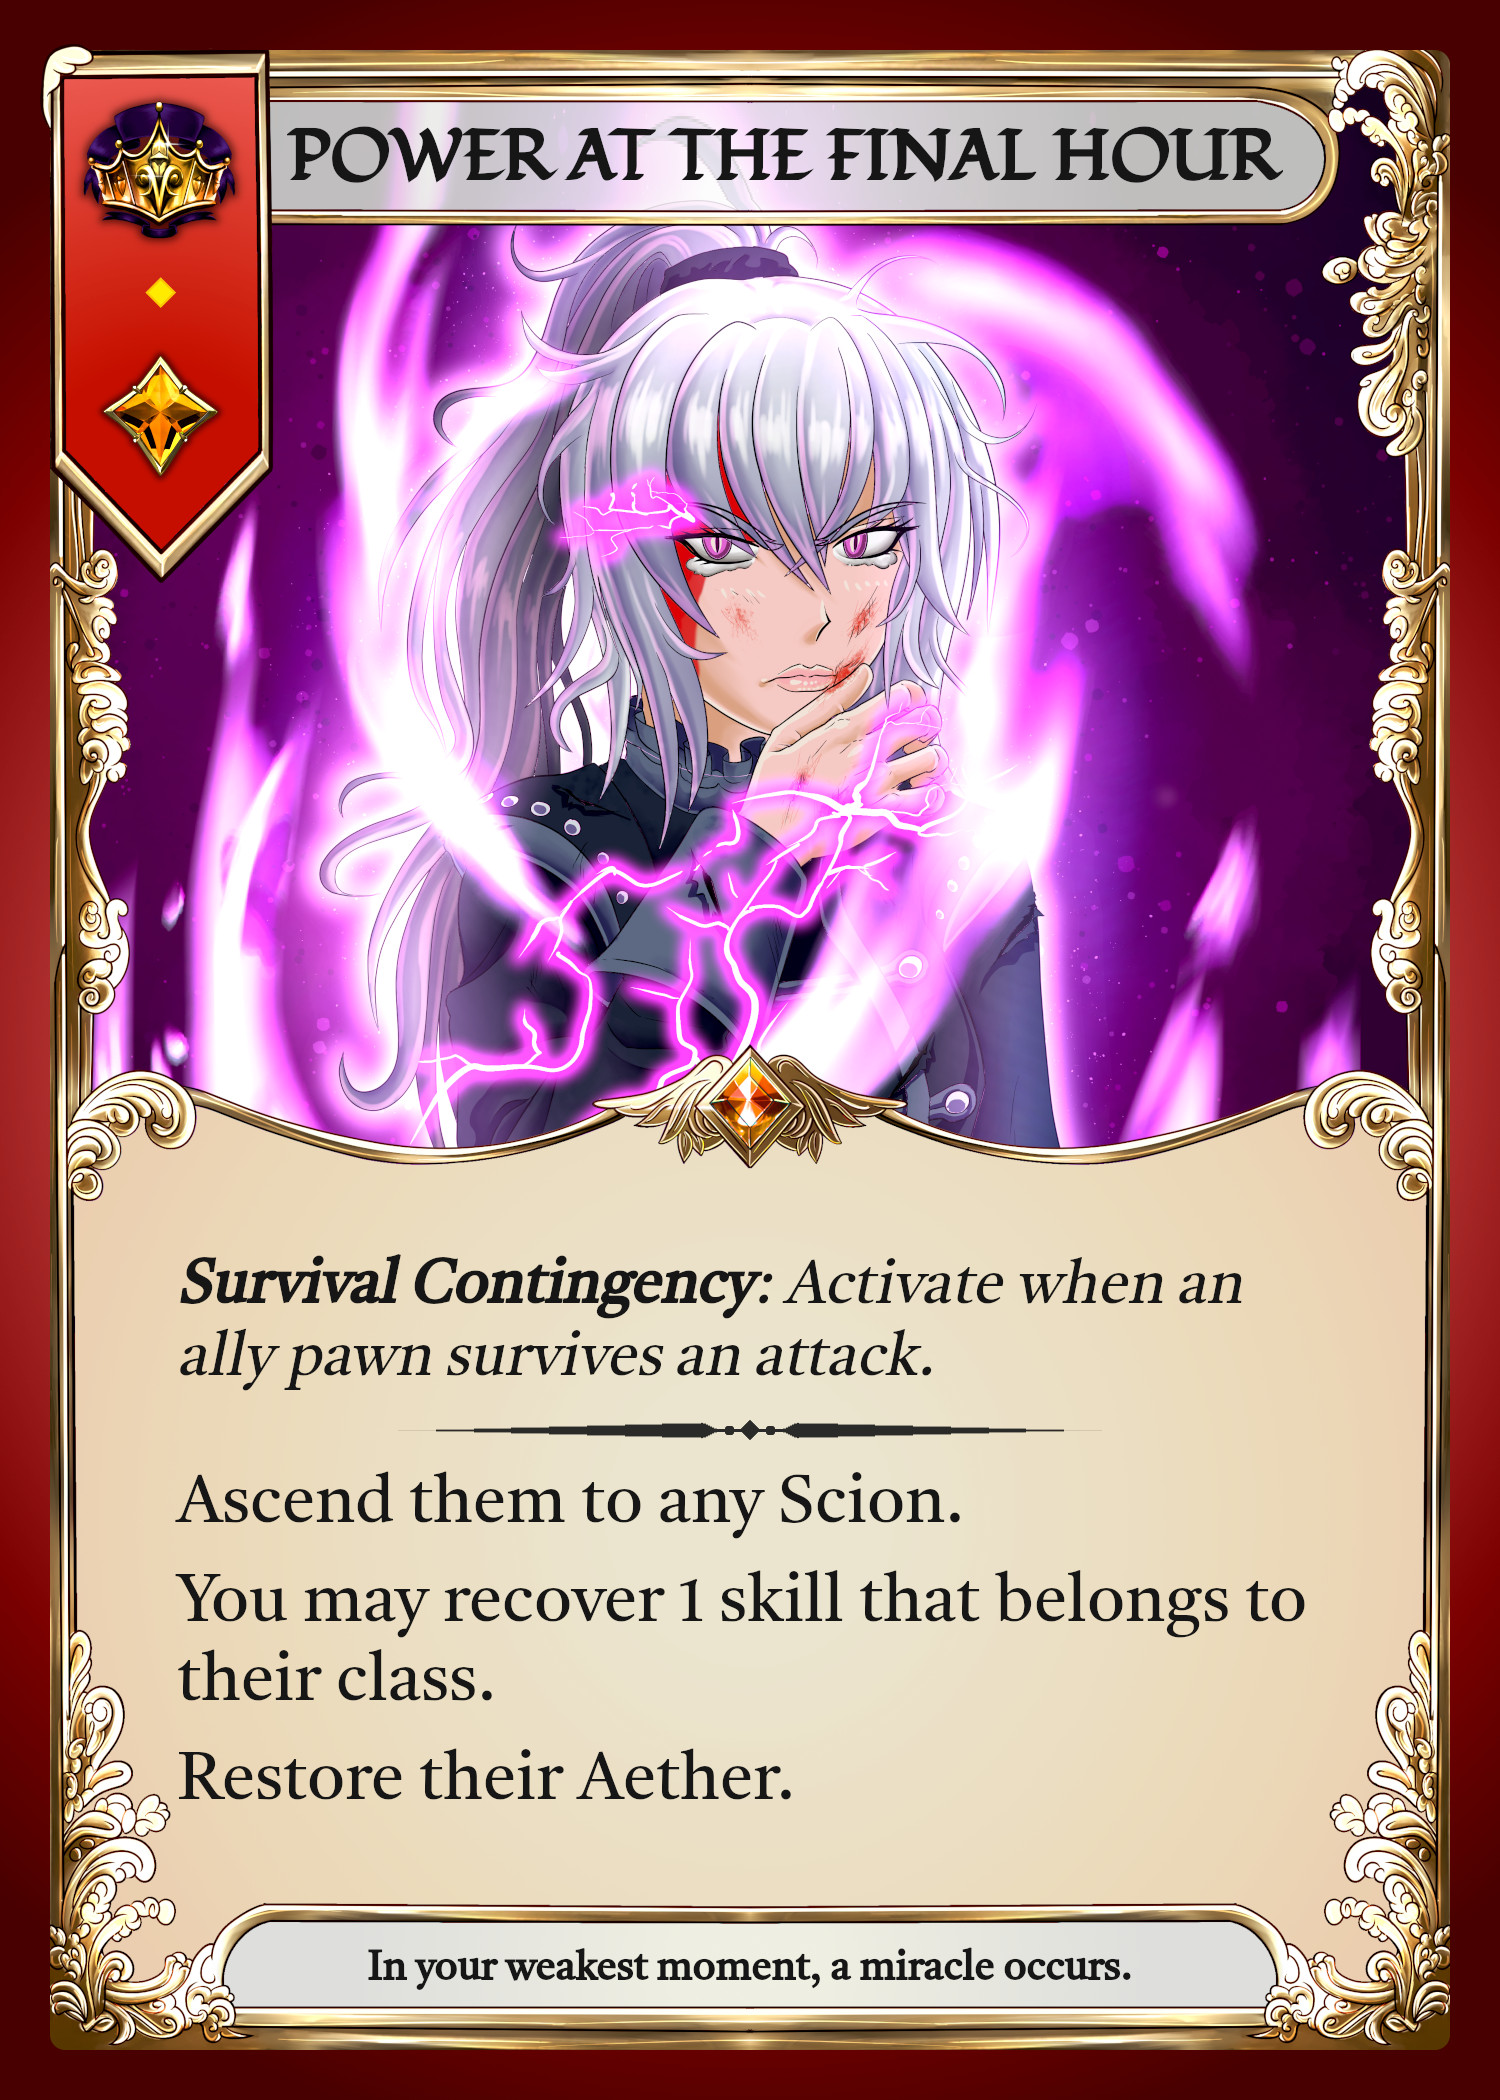 POWER AT THE FINAL HOUR
Survival Contingency: Activate when an
ally pawn survives an attack.
Ascend them to any Scion.
You may recover 1 skill that belongs to
their class.
Restore their Aether.
In your weakest moment, a miracle occurs.